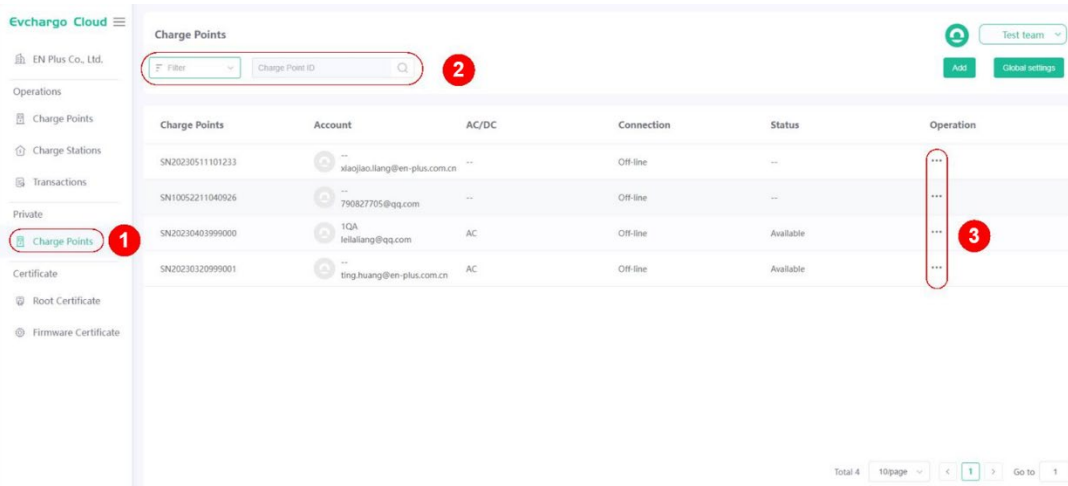 Evchargo Cloud
EN Plus Co., Ltd.
Operations
Charge Points
Charge Stations
Transactions
Private
Charge Points 1
Certificate
Root Certificate
Firmware Certificate
Charge Points
Test team
Filter Charge Point ID 2
Add Global settings
Charge Points Account AC/DC Connection Status Operation
--
SN20230511101233 xiaojiao.liang@en-plus.com.cn -- Off-line -- ...
--
SN10052211040926 790827705@qq.com -- Off-line -- ...
1QA
SN20230403999000 leilaliang@qq.com AC Off-line Available ... 3
--
SN20230320999001 ting.huang@en-plus.com.cn AC Off-line Available ...
Total 4 10/page < 1 > Go to 1